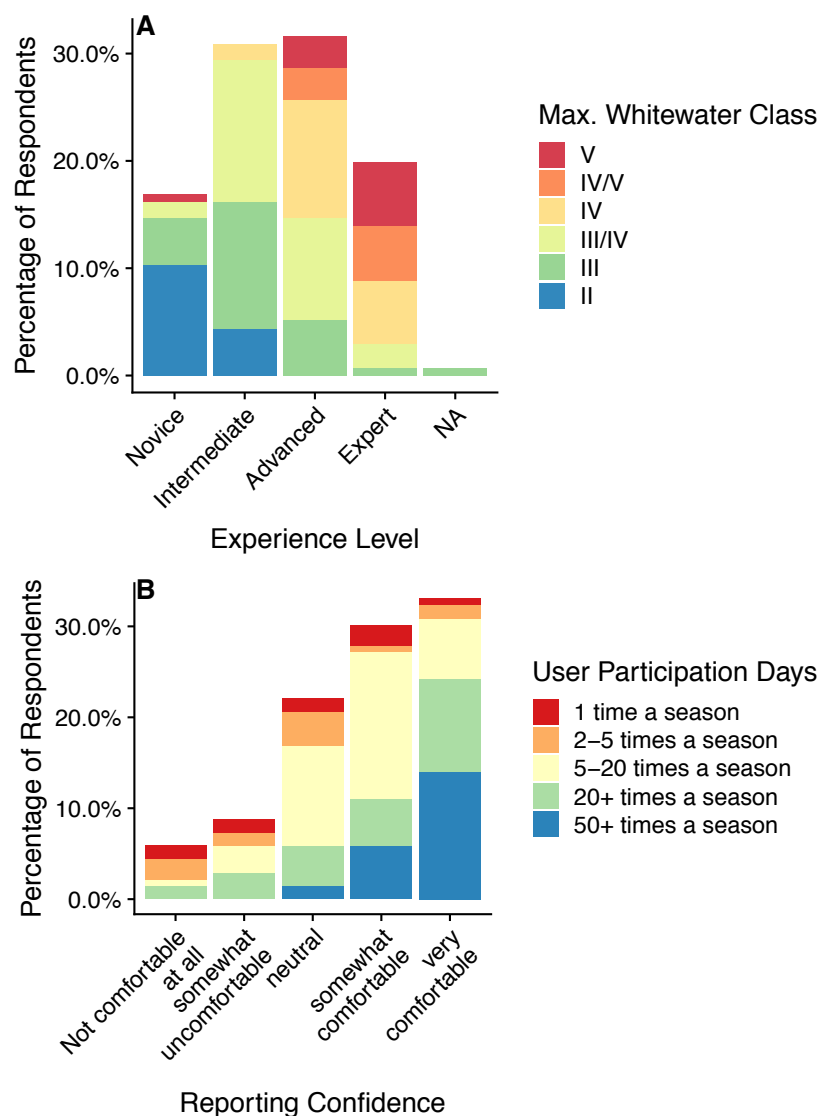 A
Percentage of Respondents
30.0%
20.0%
10.0%
0.0%
Novice
Intermediate
Advanced
Expert
NA
Experience Level
Max. Whitewater Class
V
IV/V
IV
III/IV
III
II
B
Percentage of Respondents
30.0%
20.0%
10.0%
0.0%
Not comfortable
at all
somewhat
uncomfortable
neutral
somewhat
comfortable
very
comfortable
Reporting Confidence
User Participation Days
1 time a season
2−5 times a season
5−20 times a season
20+ times a season
50+ times a season